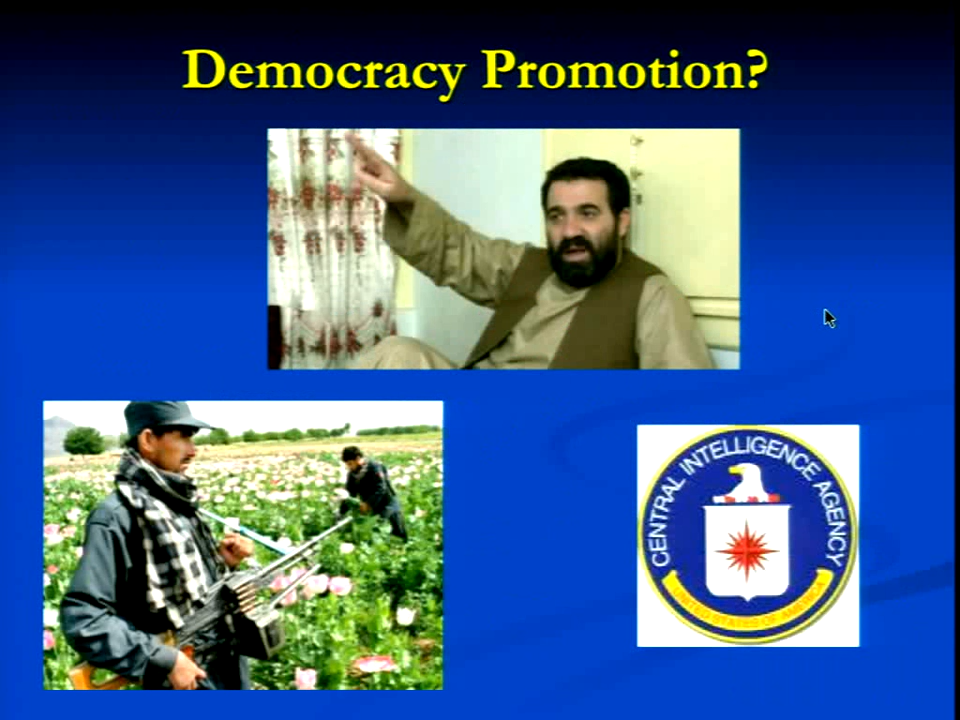 Democracy Promotion?
CENTRAL INTELLIGENCE AGENCY
UNITED STATES OF AMERICA